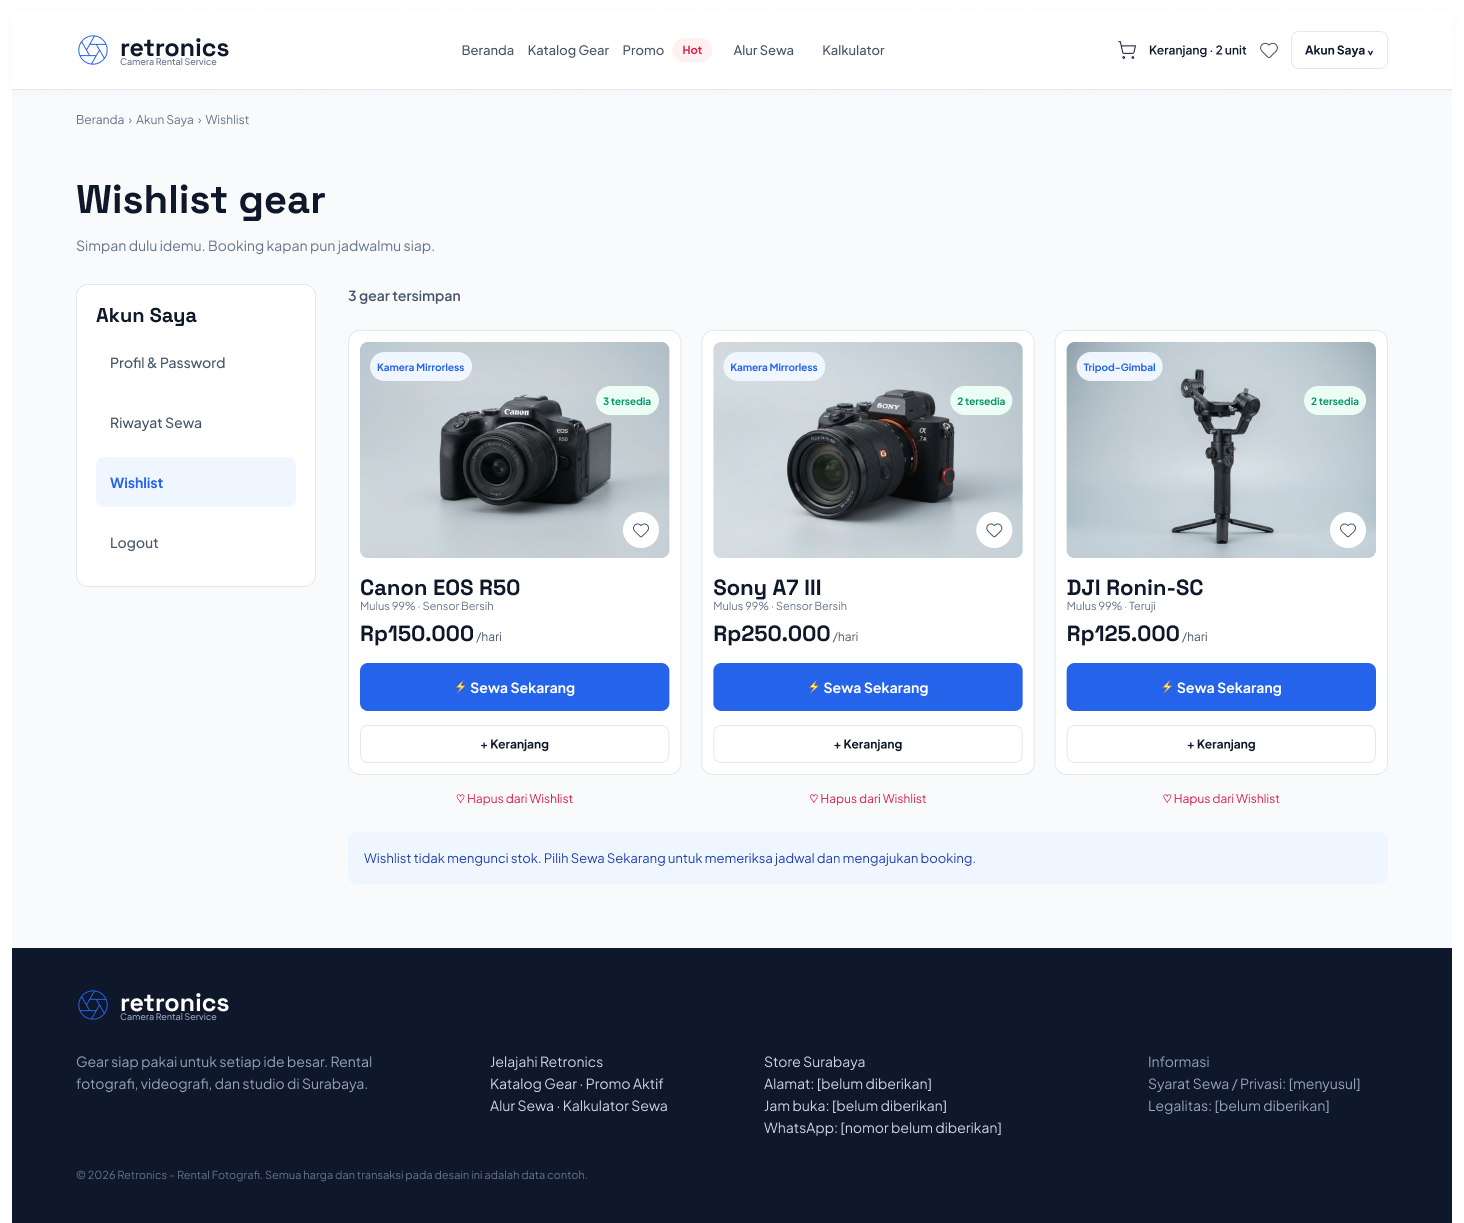 retronics
Camera Rental Service
Beranda Katalog Gear Promo Hot Alur Sewa Kalkulator
Keranjang · 2 unit
Akun Saya v
Beranda › Akun Saya › Wishlist
Wishlist gear
Simpan dulu idemu. Booking kapan pun jadwalmu siap.
Akun Saya
Profil & Password
Riwayat Sewa
Wishlist
Logout
3 gear tersimpan
Kamera Mirrorless
3 tersedia
Canon
EOS
R50
Canon EOS R50
Mulus 99% · Sensor Bersih
Rp150.000 /hari
⚡ Sewa Sekarang
+ Keranjang
♡ Hapus dari Wishlist
Kamera Mirrorless
2 tersedia
SONY
α
7 III
G
Sony A7 III
Mulus 99% · Sensor Bersih
Rp250.000 /hari
⚡ Sewa Sekarang
+ Keranjang
♡ Hapus dari Wishlist
Tripod-Gimbal
2 tersedia
DJI Ronin-SC
Mulus 99% · Teruji
Rp125.000 /hari
⚡ Sewa Sekarang
+ Keranjang
♡ Hapus dari Wishlist
Wishlist tidak mengunci stok. Pilih Sewa Sekarang untuk memeriksa jadwal dan mengajukan booking.
retronics
Camera Rental Service
Gear siap pakai untuk setiap ide besar. Rental
fotografi, videografi, dan studio di Surabaya.
Jelajahi Retronics
Katalog Gear · Promo Aktif
Alur Sewa · Kalkulator Sewa
Store Surabaya
Alamat: [belum diberikan]
Jam buka: [belum diberikan]
WhatsApp: [nomor belum diberikan]
Informasi
Syarat Sewa / Privasi: [menyusul]
Legalitas: [belum diberikan]
© 2026 Retronics – Rental Fotografi. Semua harga dan transaksi pada desain ini adalah data contoh.